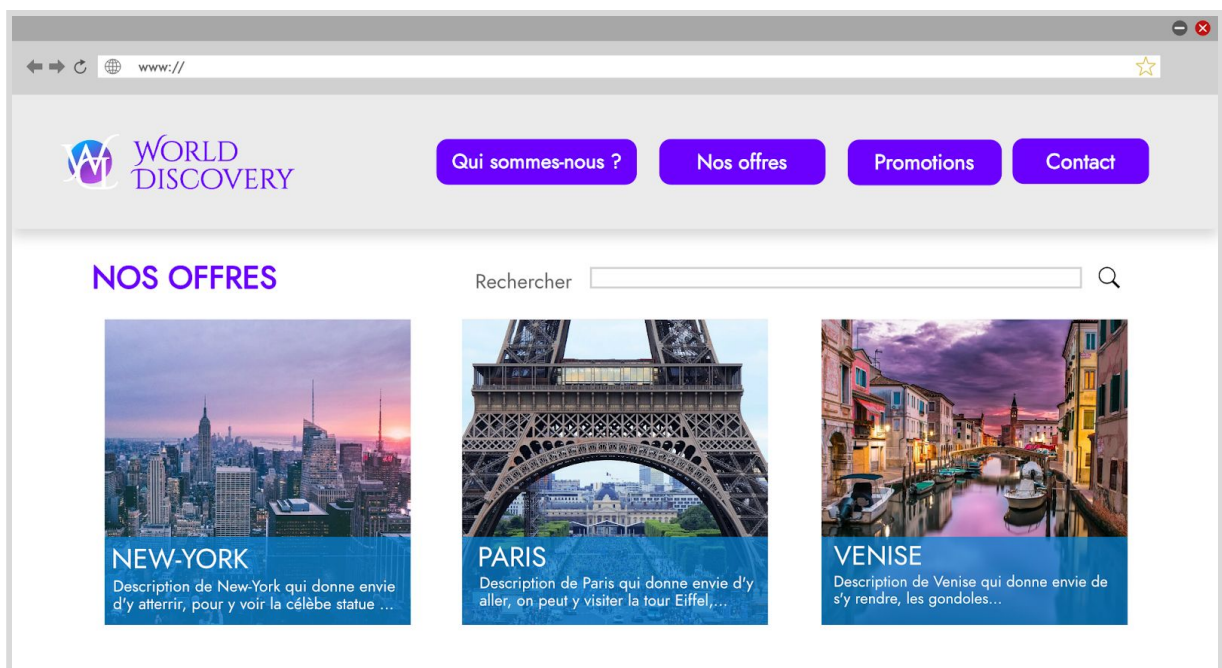 www://
WORLD
DISCOVERY
Qui sommes-nous ?
Nos offres
Promotions
Contact
NOS OFFRES
Rechercher
NEW-YORK
Description de New-York qui donne envie
d'y atterrir, pour y voir la célèbe statue ...
PARIS
Description de Paris qui donne envie d'y
aller, on peut y visiter la tour Eiffel,...
VENISE
Description de Venise qui donne envie de
s'y rendre, les gondoles...